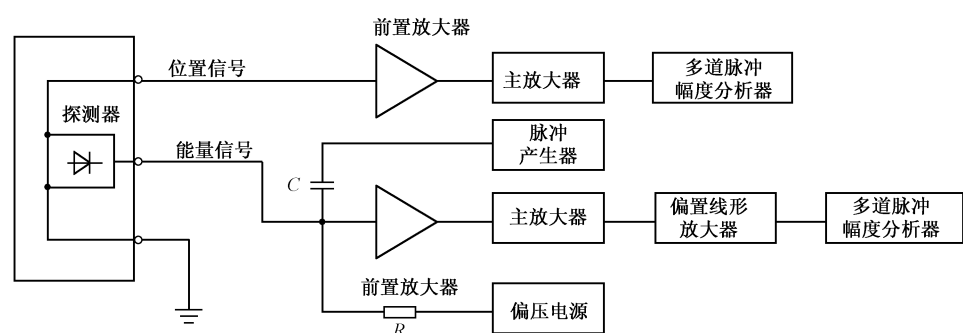 前置放大器
位置信号
主放大器
多道脉冲
幅度分析器
探测器
能量信号
脉冲
产生器
C
主放大器
偏置线形
放大器
多道脉冲
幅度分析器
前置放大器
R
偏压电源